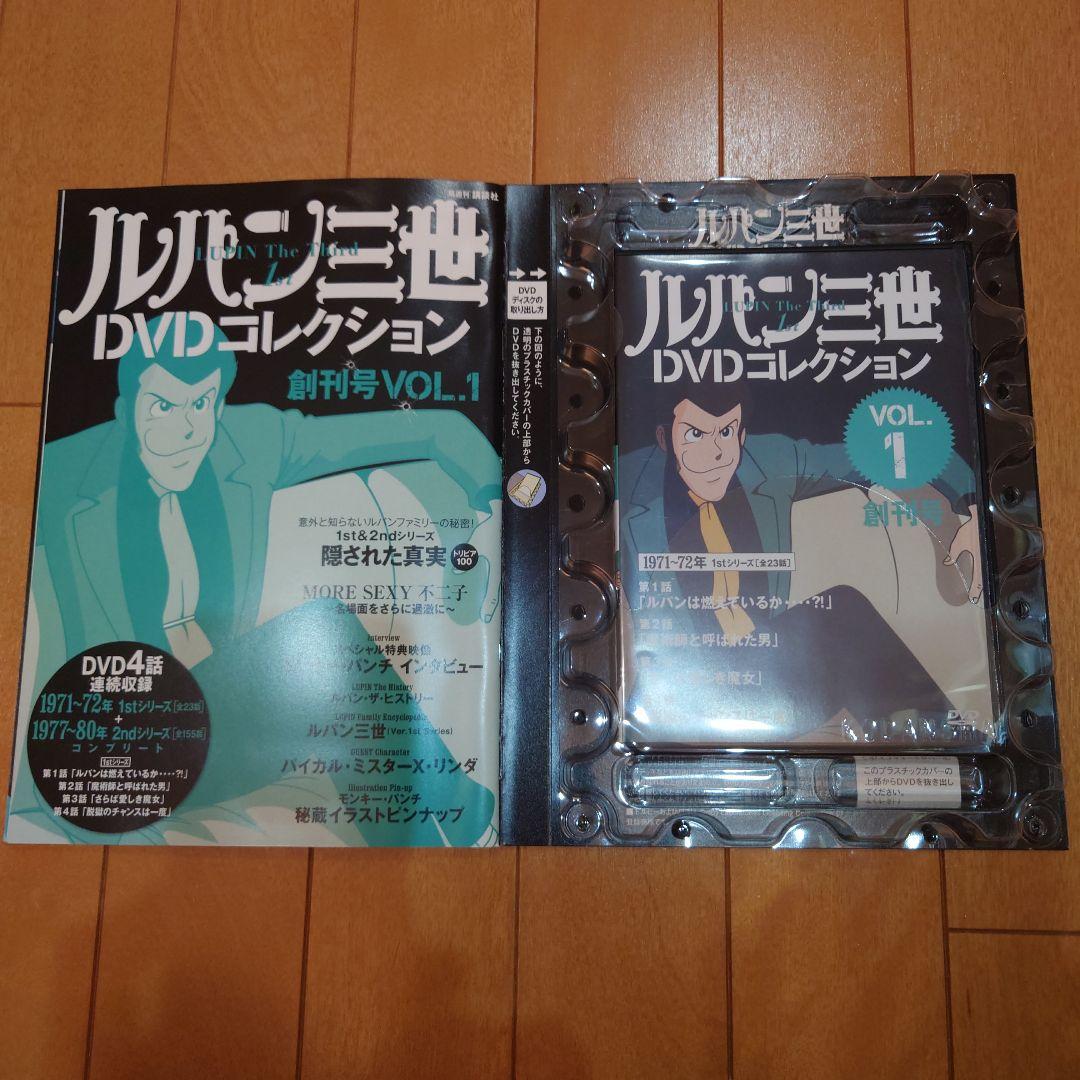 隔週刊 講談社
ルパン三世
LUPIN The Third
1st
DVDコレクション
創刊号VOL.1
意外と知らないルパンファミリーの秘密!
1st&2ndシリーズ
隠された真実
トリビア
100
MORE SEXY 不二子
~名場面をさらに過激に~
Interview
スペシャル特典映像
パンチ インタビュー
LUPIN The History
ルパン・ザ・ヒストリー
LUPIN Family Encyclopedia
ルパン三世(Ver.1st Series)
GUEST Character
パイカル・ミスターX・リンダ
Illustration Pin-up
モンキー・パンチ
秘蔵イラストピンナップ
DVD4話
連続収録
1971~72年 1stシリーズ[全23話]
+
1977~80年 2ndシリーズ[全155話]
コンプリート
1stシリーズ
第1話「ルパンは燃えているか‥‥?!」
第2話「魔術師と呼ばれた男」
第3話「さらば愛しき魔女」
第4話「脱獄のチャンスは一度」
DVD
ディスクの
取り出し方
下の図のように、
透明のプラスチックカバーの上部から
DVDを抜き出してください。
ルパン三世
ルパン三世
LUPIN The Third
1st
DVDコレクション
VOL.
1
創刊号
1971~72年 1stシリーズ[全23話]
第1話
「ルパンは燃えているか‥‥?!」
第2話
「魔術師と呼ばれた男」
き魔女」
DVD
このプラスチックカバーの
上部からDVDを抜き出し
てください。